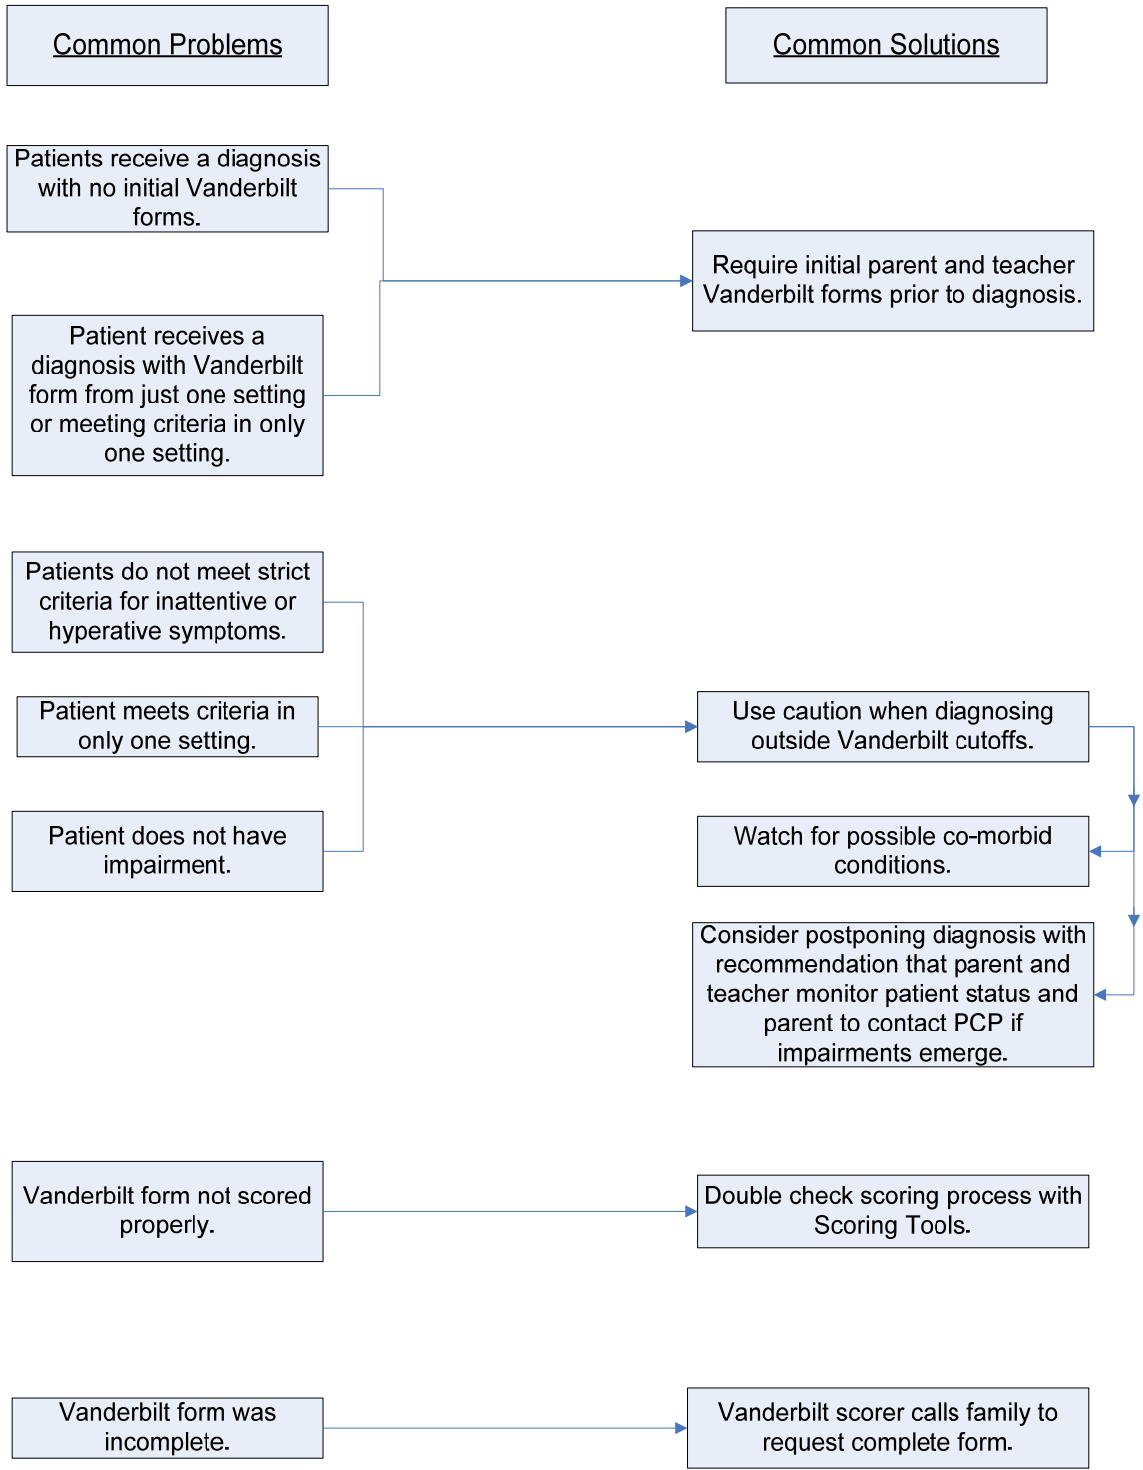 Common Problems
Common Solutions
Patients receive a diagnosis
with no initial Vanderbilt
forms.
Require initial parent and teacher
Vanderbilt forms prior to diagnosis.
Patient receives a
diagnosis with Vanderbilt
form from just one setting
or meeting criteria in only
one setting.
Patients do not meet strict
criteria for inattentive or
hyperative symptoms.
Patient meets criteria in
only one setting.
Patient does not have
impairment.
Use caution when diagnosing
outside Vanderbilt cutoffs.
Watch for possible co-morbid
conditions.
Consider postponing diagnosis with
recommendation that parent and
teacher monitor patient status and
parent to contact PCP if
impairments emerge.
Vanderbilt form not scored
properly.
Double check scoring process with
Scoring Tools.
Vanderbilt form was
incomplete.
Vanderbilt scorer calls family to
request complete form.